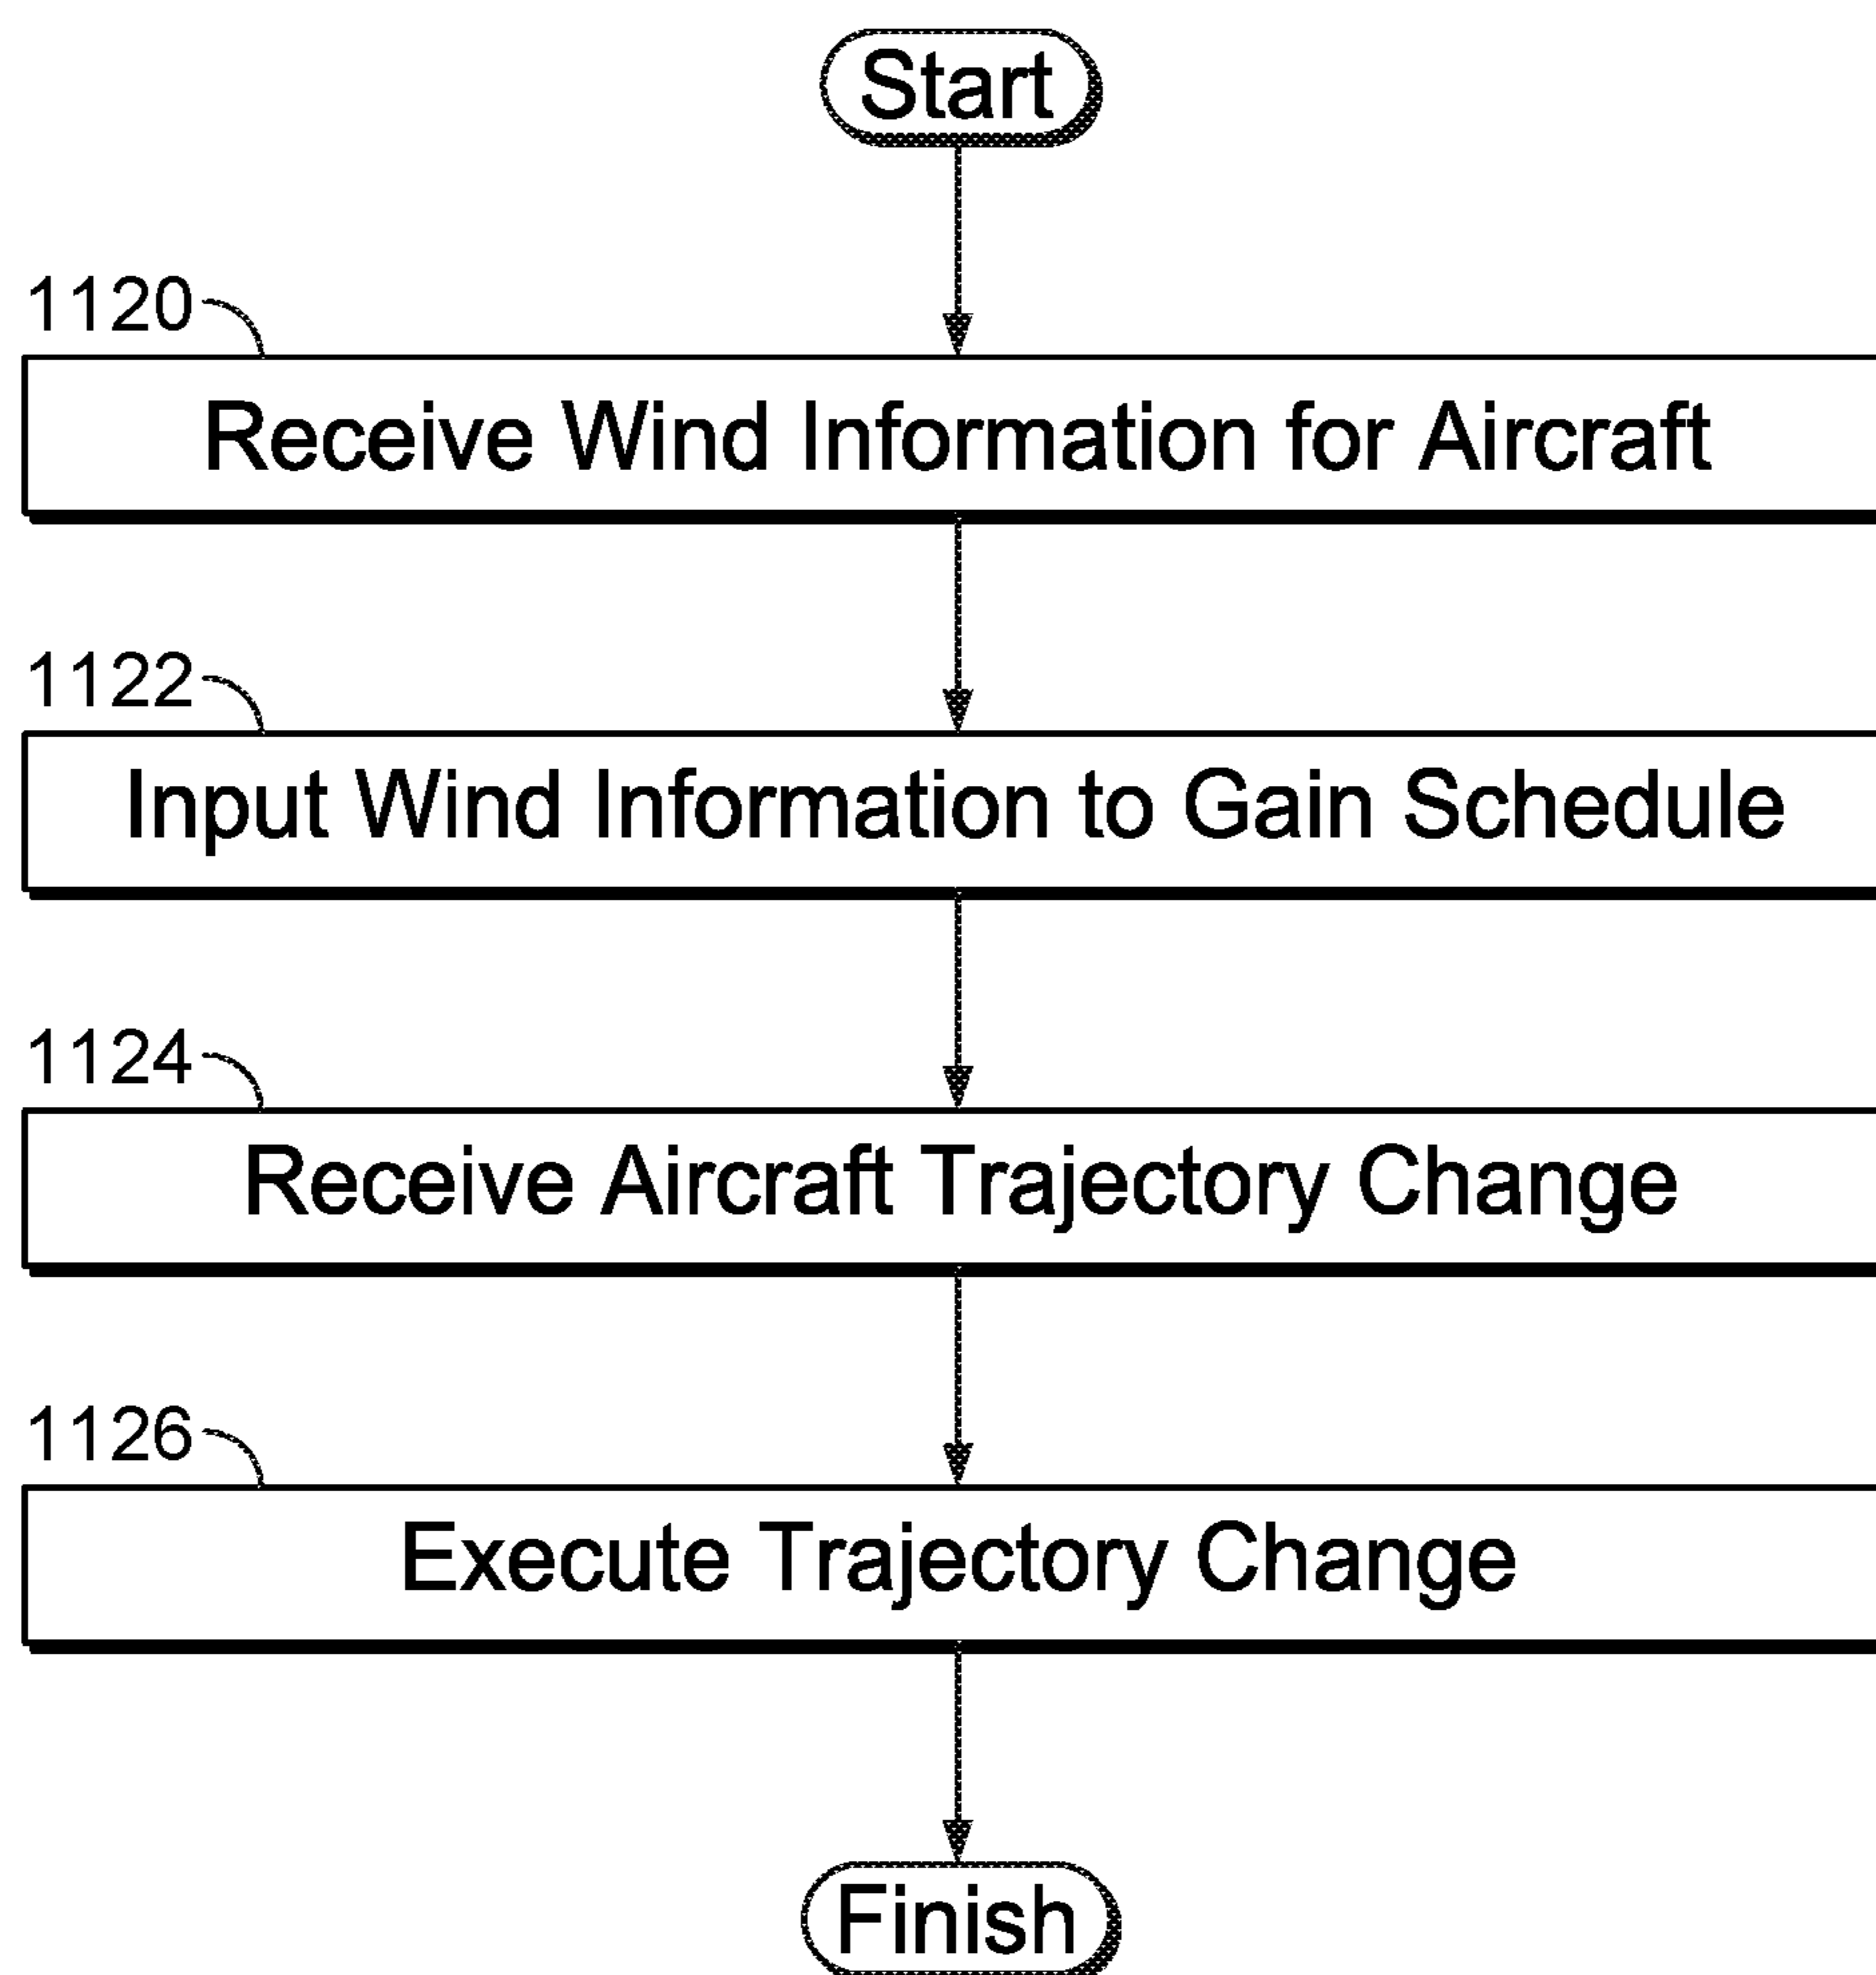 Start
1120
Receive Wind Information for Aircraft
1122
Input Wind Information to Gain Schedule
1124
Receive Aircraft Trajectory Change
1126
Execute Trajectory Change
Finish